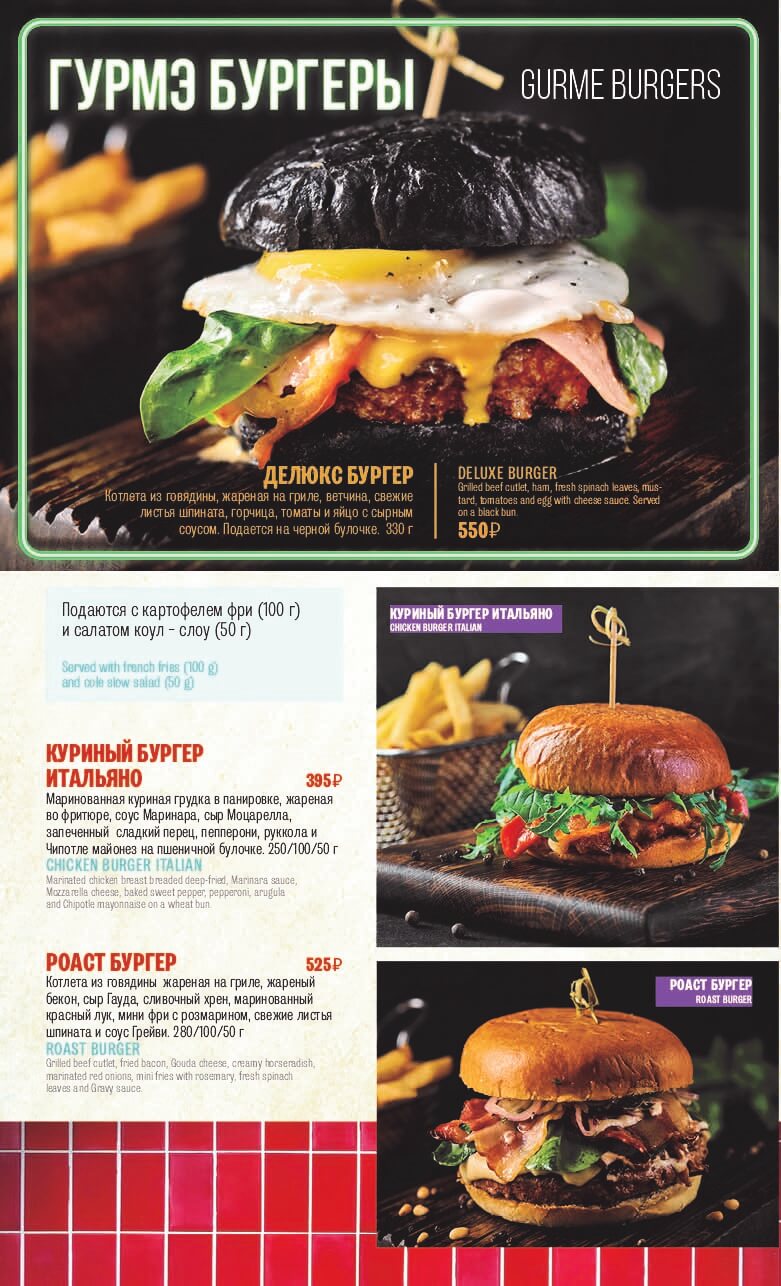 ГУРМЭ БУРГЕРЫ
GURME BURGERS
ДЕЛЮКС БУРГЕР
Котлета из говядины, жареная на гриле, ветчина, свежие
листья шпината, горчица, томаты и яйцо с сырным
соусом. Подается на черной булочке. 330 г
DELUXE BURGER
Grilled beef cutlet, ham, fresh spinach leaves, mus-
tard, tomatoes and egg with cheese sauce. Served
on a black bun.
550₽
Подаются с картофелем фри (100 г)
и салатом коул - слоу (50 г)
Served with french fries (100 g)
and cole slow salad (50 g)
КУРИНЫЙ БУРГЕР
ИТАЛЬЯНО 395₽
Маринованная куриная грудка в панировке, жареная
во фритюре, соус Маринара, сыр Моцарелла,
запеченный сладкий перец, пепперони, руккола и
Чипотле майонез на пшеничной булочке. 250/100/50 г
CHICKEN BURGER ITALIAN
Marinated chicken breast breaded deep-fried, Marinara sauce,
Mozzarella cheese, baked sweet pepper, pepperoni, arugula
and Chipotle mayonnaise on a wheat bun.
РОАСТ БУРГЕР 525₽
Котлета из говядины жареная на гриле, жареный
бекон, сыр Гауда, сливочный хрен, маринованный
красный лук, мини фри с розмарином, свежие листья
шпината и соус Грейви. 280/100/50 г
ROAST BURGER
Grilled beef cutlet, fried bacon, Gouda cheese, creamy horseradish,
marinated red onions, mini fries with rosemary, fresh spinach
leaves and Gravy sauce.
КУРИНЫЙ БУРГЕР ИТАЛЬЯНО
CHICKEN BURGER ITALIAN
РОАСТ БУРГЕР
ROAST BURGER